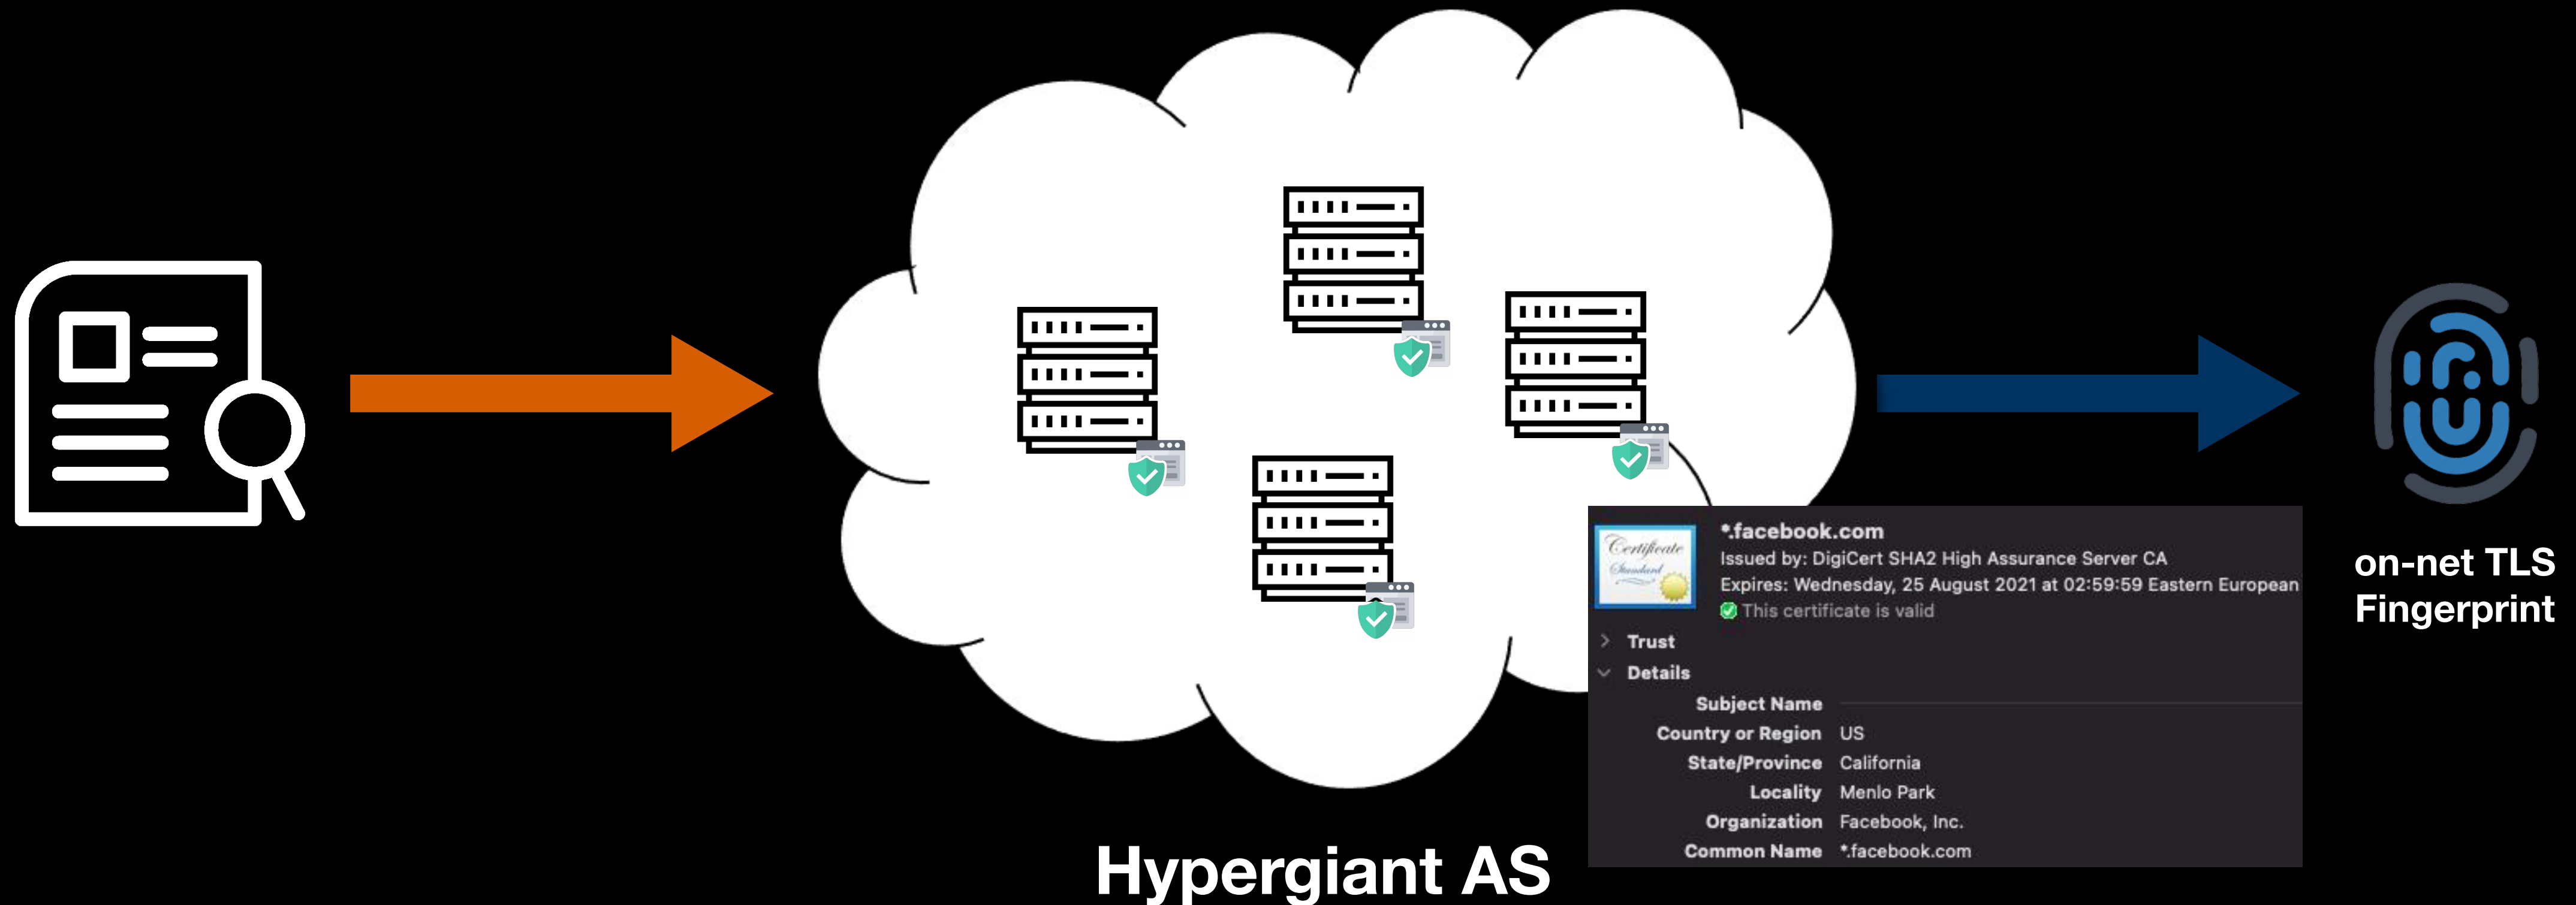 *.facebook.com
Issued by: DigiCert SHA2 High Assurance Server CA
Expires: Wednesday, 25 August 2021 at 02:59:59 Eastern European
This certificate is valid
Trust
Details
Subject Name
Country or Region US
State/Province California
Locality Menlo Park
Organization Facebook, Inc.
Common Name *.facebook.com
Certificate
Standard
on-net TLS
Fingerprint
Hypergiant AS